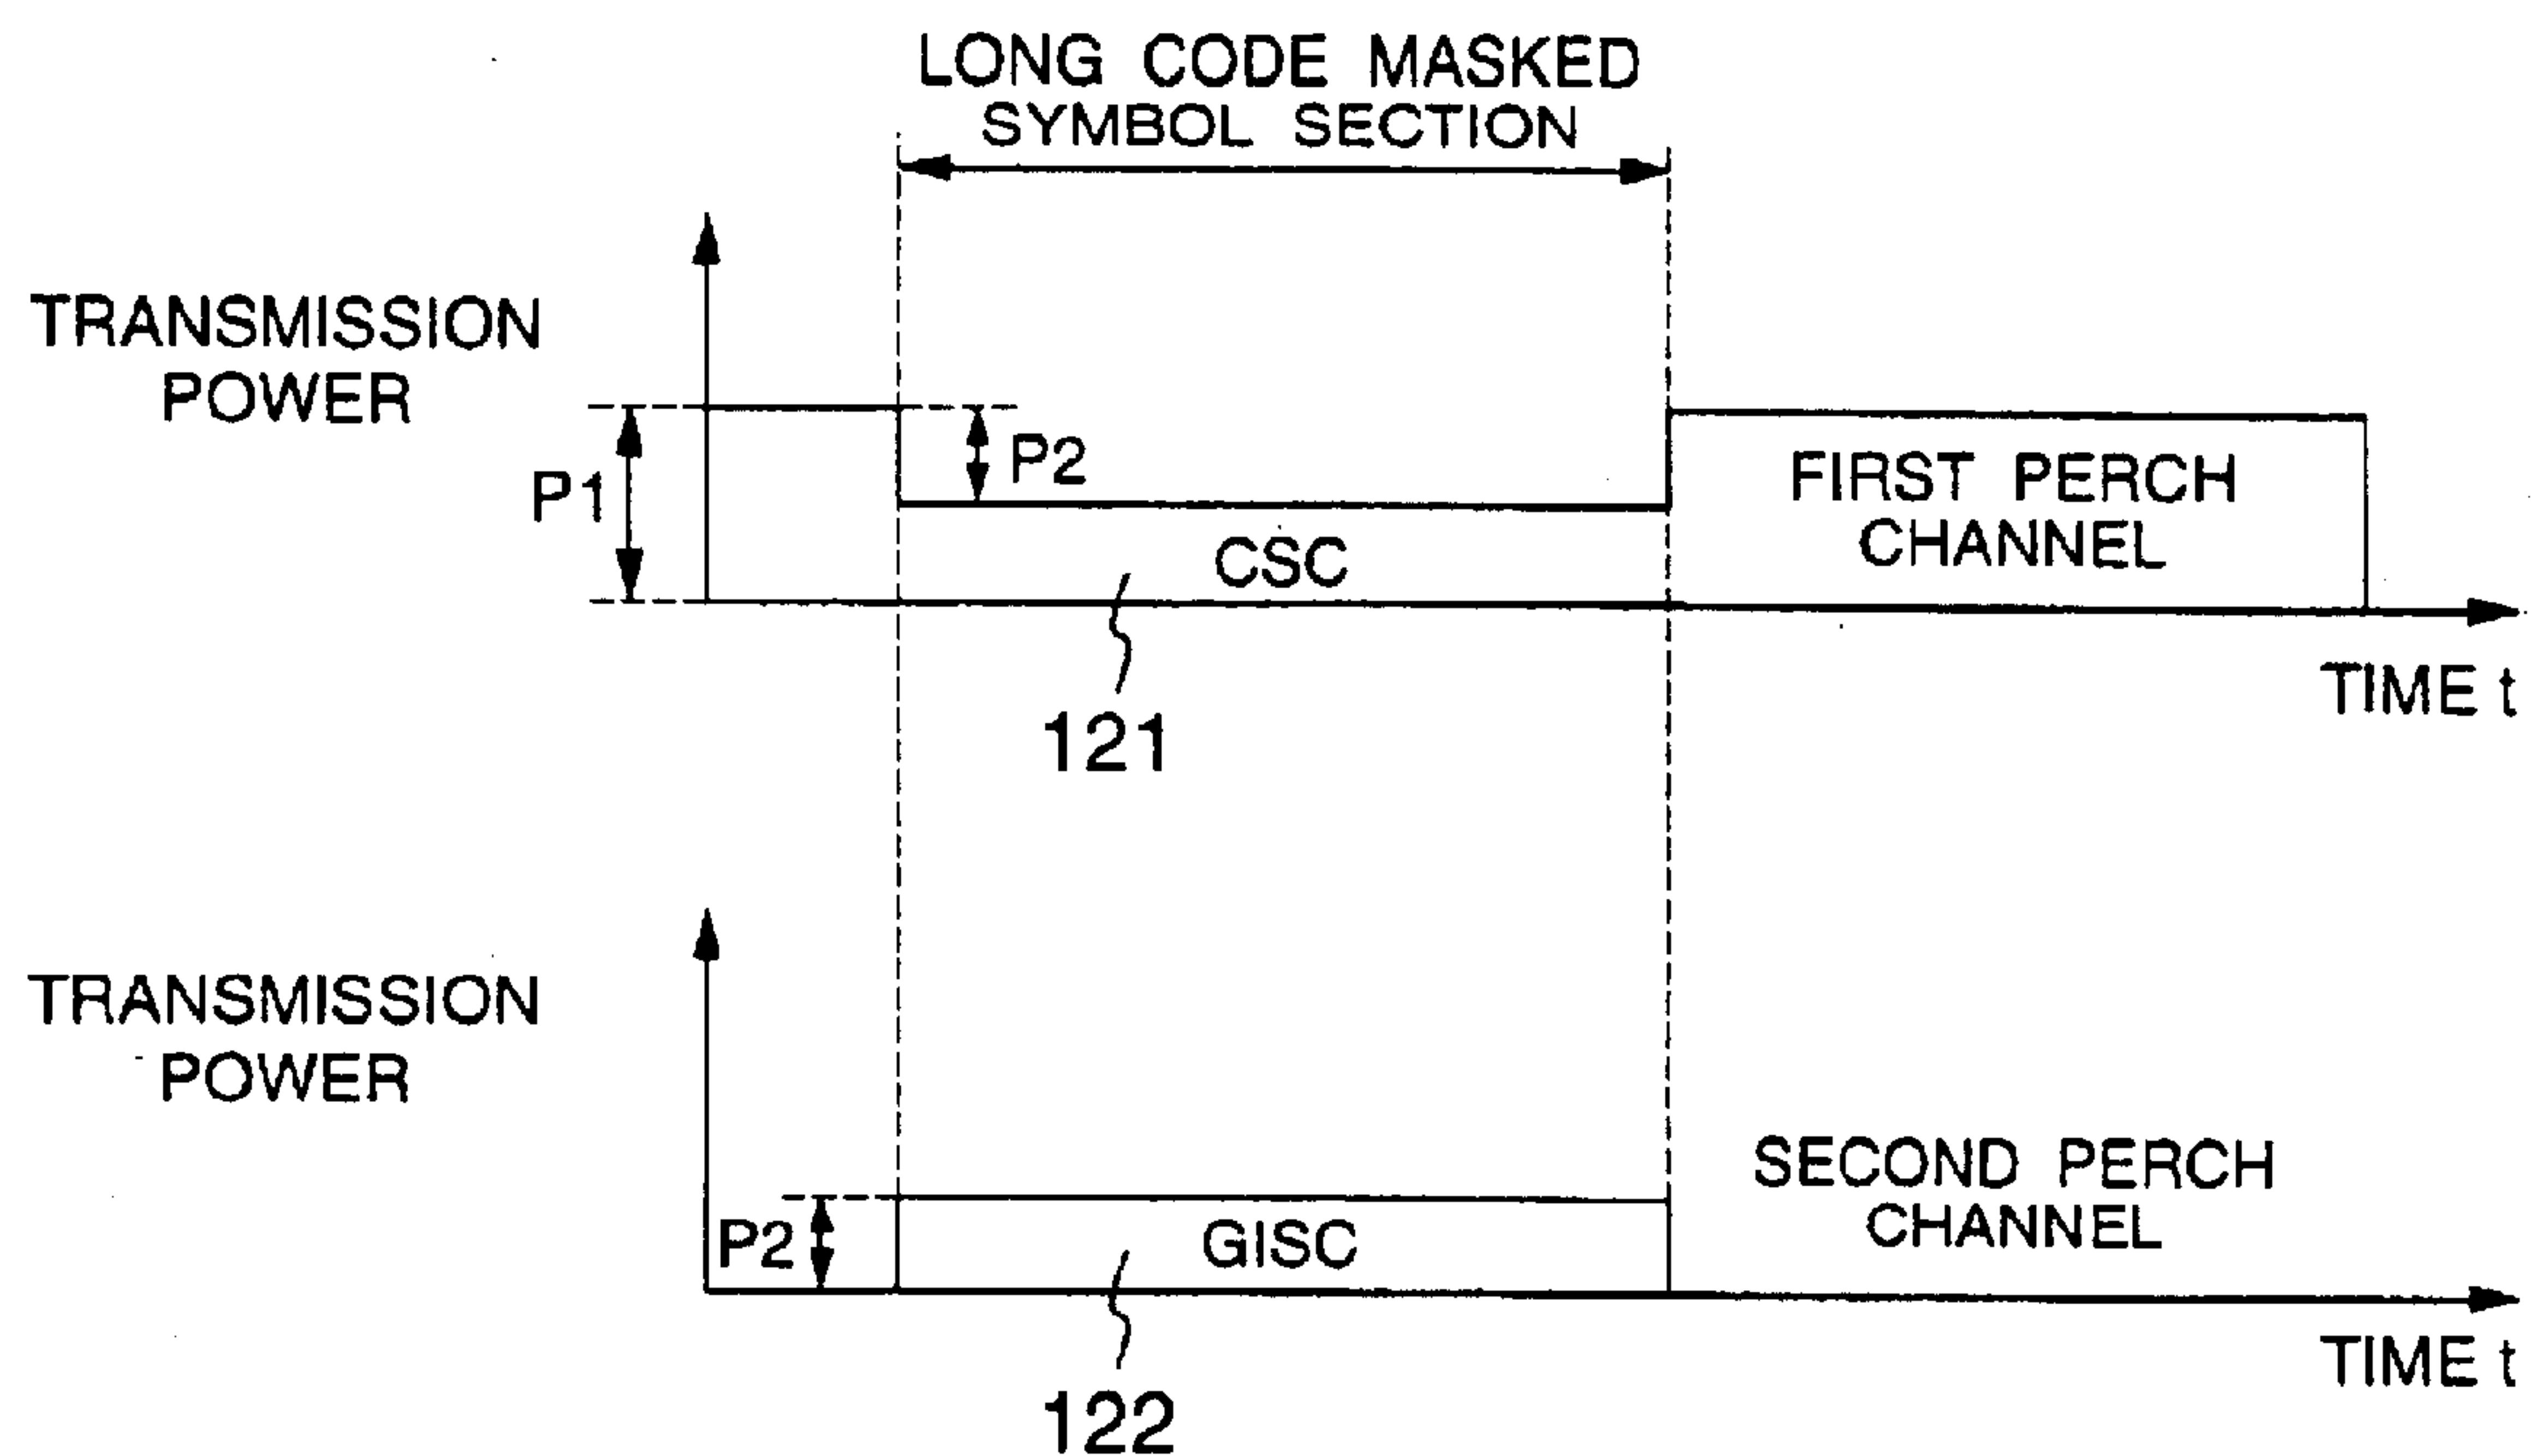 LONG CODE MASKED
SYMBOL SECTION
TRANSMISSION
POWER
P1
P2
FIRST PERCH
CHANNEL
CSC
TIME t
121
TRANSMISSION
POWER
P2
GISC
SECOND PERCH
CHANNEL
TIME t
122